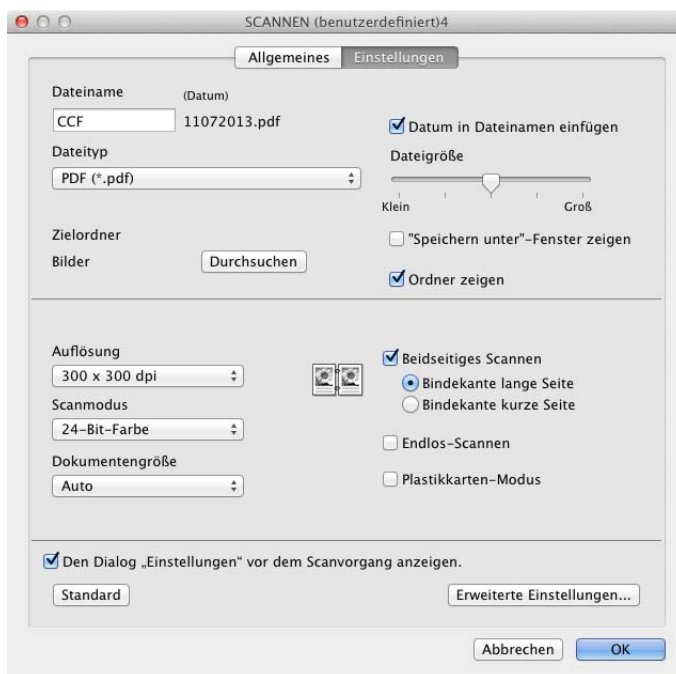 SCANNEN (benutzerdefiniert)4
Allgemeines Einstellungen
Dateiname (Datum)
CCF 11072013.pdf
Datum in Dateinamen einfügen
Dateityp
PDF (*.pdf)
Dateigröße
Klein Groß
Zielordner
Bilder Durchsuchen
"Speichern unter"-Fenster zeigen
Ordner zeigen
Auflösung
300 x 300 dpi
Scanmodus
24-Bit-Farbe
Dokumentengröße
Auto
Beidseitiges Scannen
Bindekante lange Seite
Bindekante kurze Seite
Endlos-Scannen
Plastikkarten-Modus
Den Dialog „Einstellungen“ vor dem Scanvorgang anzeigen.
Standard Erweiterte Einstellungen...
Abbrechen OK